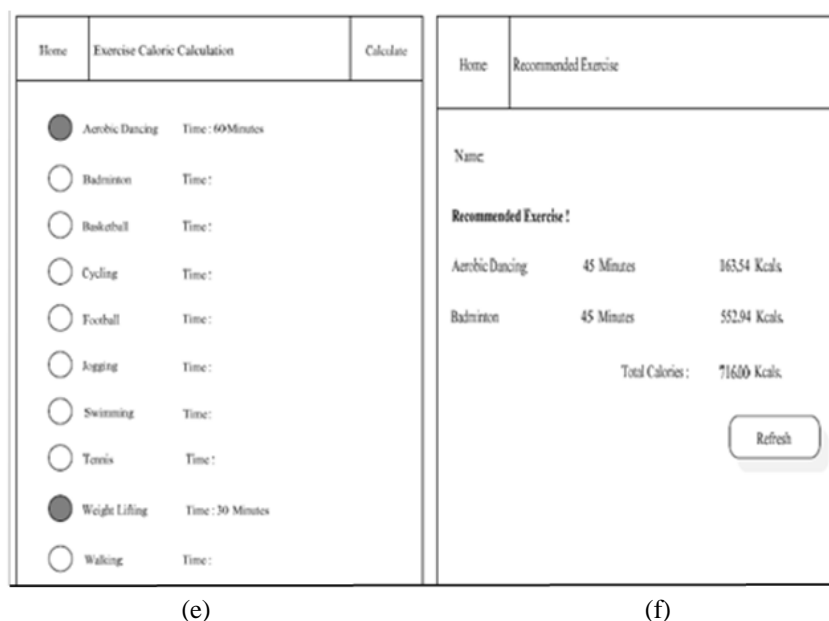 Home Exercise Caloric Calculation Calculate
Aerobic Dancing Time : 60 Minutes
Badminton Time :
Basketball Time :
Cycling Time :
Football Time :
Jogging Time :
Swimming Time :
Tennis Time :
Weight Lifting Time : 30 Minutes
Walking Time :
(e)
Home Recommended Exercise
Name:
Recommended Exercise !
Aerobic Dancing 45 Minutes 163.54 Kcals.
Badminton 45 Minutes 552.94 Kcals.
Total Calories : 716.00 Kcals.
Refresh
(f)